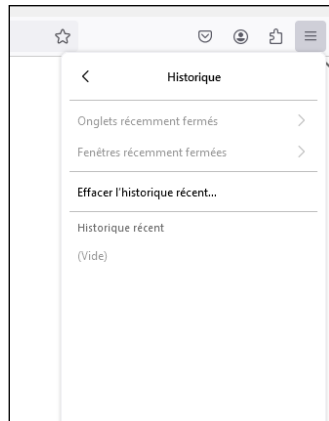 Historique
Onglets récemment fermés
Fenêtres récemment fermées
Effacer l'historique récent...
Historique récent
(Vide)